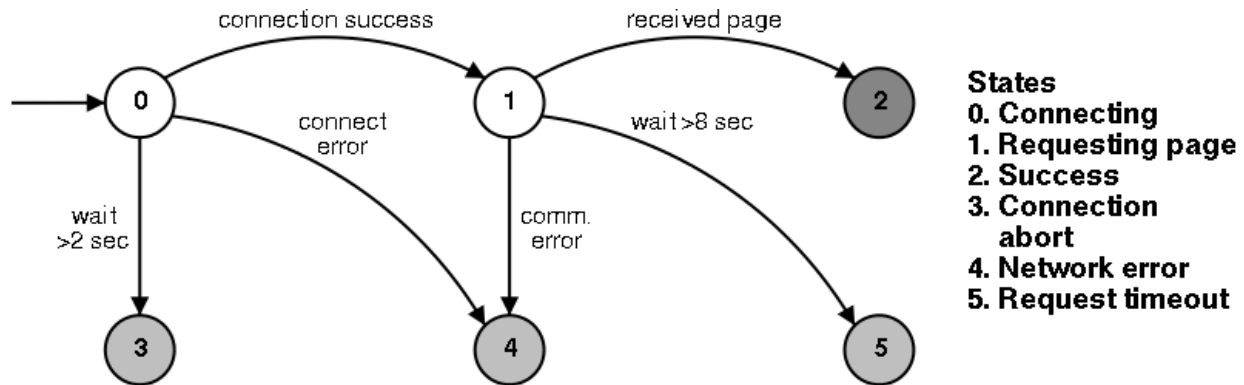 connection success
received page
0
1
2
connect
error
wait >8 sec
wait
>2 sec
comm.
error
3
4
5
States
0. Connecting
1. Requesting page
2. Success
3. Connection
abort
4. Network error
5. Request timeout